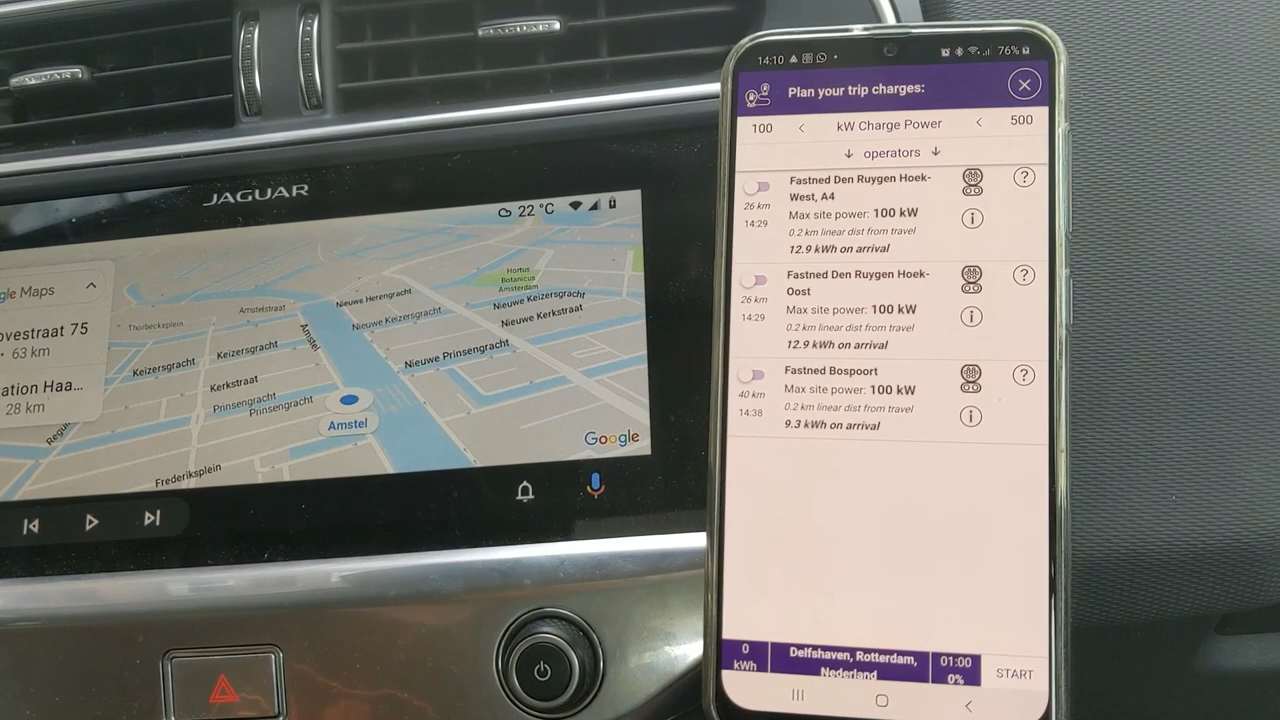 JAGUAR
JAGUAR
JAGUAR
22 °C
gle Maps
ovestraat 75
· 63 km
ation Haa...
28 km
Hortus
Botanicus
Amsterdam
Amstelstraat
Nieuwe Herengracht
Nieuwe Keizersgracht
Nieuwe Keizersgracht
Nieuwe Kerkstraat
Thorbeckeplein
Keizersgracht
Keizersgracht
Amstel
Nieuwe Prinsengracht
Kerkstraat
Prinsengracht
Prinsengracht
Amstel
Regul
Frederiksplein
Google
14:10
76%
Plan your trip charges:
100 < kW Charge Power < 500
↓ operators ↓
Fastned Den Ruygen Hoek-
West, A4
26 km
Max site power: 100 kW
14:29
0.2 km linear dist from travel
12.9 kWh on arrival
Fastned Den Ruygen Hoek-
Oost
26 km
Max site power: 100 kW
14:29
0.2 km linear dist from travel
12.9 kWh on arrival
Fastned Bospoort
Max site power: 100 kW
40 km
14:38
0.2 km linear dist from travel
9.3 kWh on arrival
0
kWh
Delfshaven, Rotterdam,
Nederland
01:00
0%
START